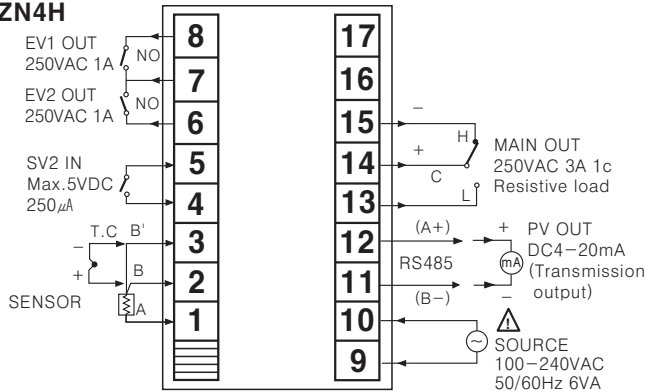 ZN4H
EV1 OUT
250VAC 1A
NO
EV2 OUT
250VAC 1A
NO
SV2 IN
Max.5VDC
250㎂
T.C B'
−
+
B
SENSOR
A
8
7
6
5
4
3
2
1
17
16
15
14
13
12
11
10
9
−
H
+
C
L
MAIN OUT
250VAC 3A 1c
Resistive load
(A+)
RS485
(B−)
+
mA
−
PV OUT
DC4−20mA
(Transmission
output)
SOURCE
100−240VAC
50/60Hz 6VA